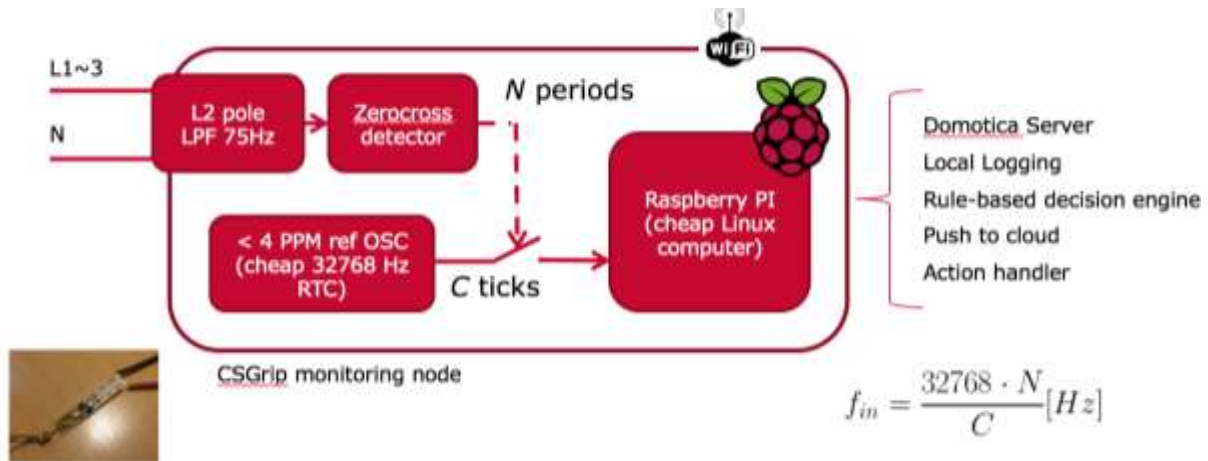 WiFi
L1~3
N
L2 pole
LPF 75Hz
Zerocross
detector
N periods
< 4 PPM ref OSC
(cheap 32768 Hz
RTC)
C ticks
Raspberry PI
(cheap Linux
computer)
Domotica Server
Local Logging
Rule-based decision engine
Push to cloud
Action handler
CSGrip monitoring node
f_in = 32768 · N / C [Hz]